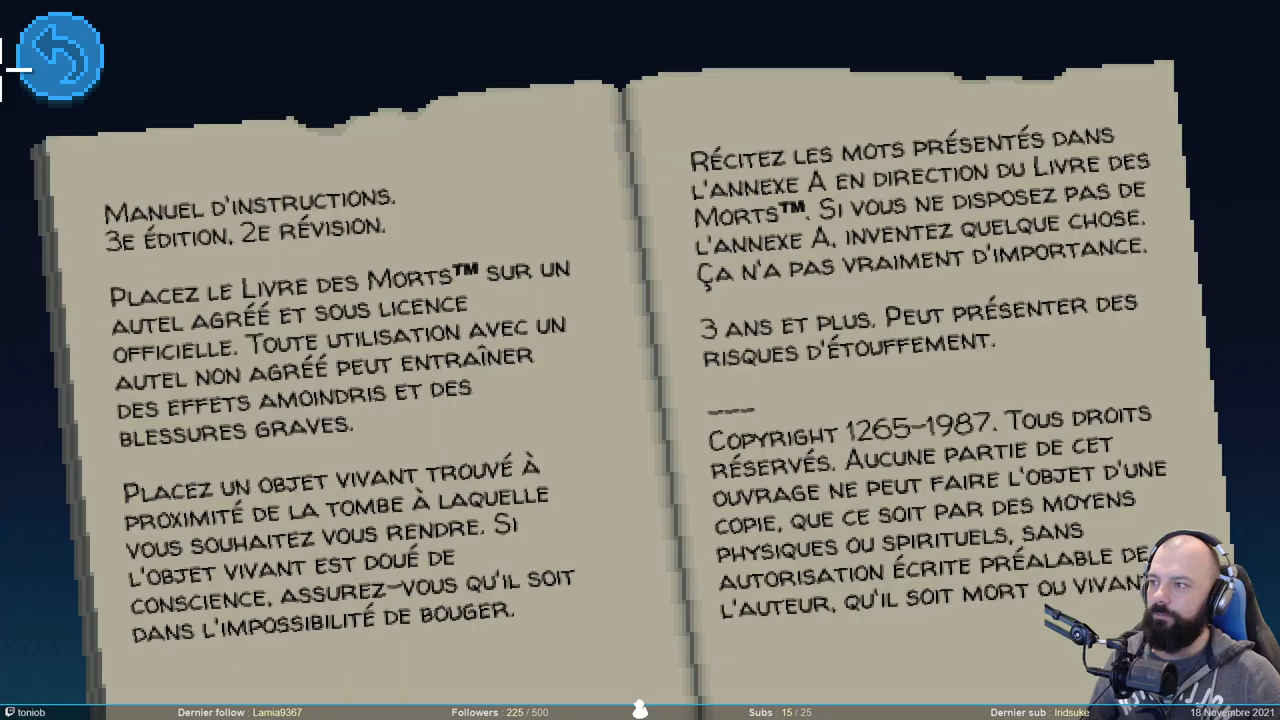 Manuel d'instructions.
3e édition, 2e révision.
Placez le Livre des Morts™ sur un
autel agréé et sous licence
officielle. Toute utilisation avec un
autel non agréé peut entraîner
des effets amoindris et des
blessures graves.
Placez un objet vivant trouvé à
proximité de la tombe à laquelle
vous souhaitez vous rendre. Si
l'objet vivant est doué de
conscience, assurez-vous qu'il soit
dans l'impossibilité de bouger.
Récitez les mots présentés dans
l'annexe A en direction du Livre des
Morts™. Si vous ne disposez pas de
l'annexe A, inventez quelque chose.
Ça n'a pas vraiment d'importance.
3 ans et plus. Peut présenter des
risques d'étouffement.
---
Copyright 1265-1987. Tous droits
réservés. Aucune partie de cet
ouvrage ne peut faire l'objet d'une
copie, que ce soit par des moyens
physiques ou spirituels, sans
autorisation écrite préalable de
l'auteur, qu'il soit mort ou vivan
toniob
Dernier follow : Lamia9367
Followers : 225 / 500
Subs : 15 / 25
Dernier sub : Iridsuke
18 Novembre 2021